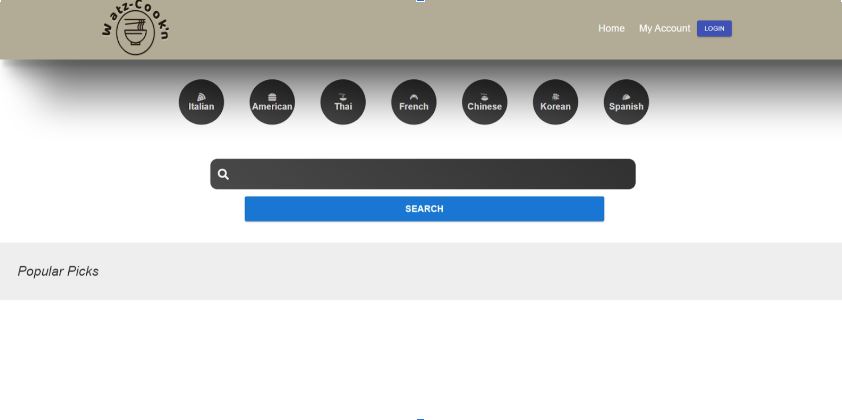 Watz-Cook'n
Home My Account LOGIN
Italian American Thai French Chinese Korean Spanish
SEARCH
Popular Picks